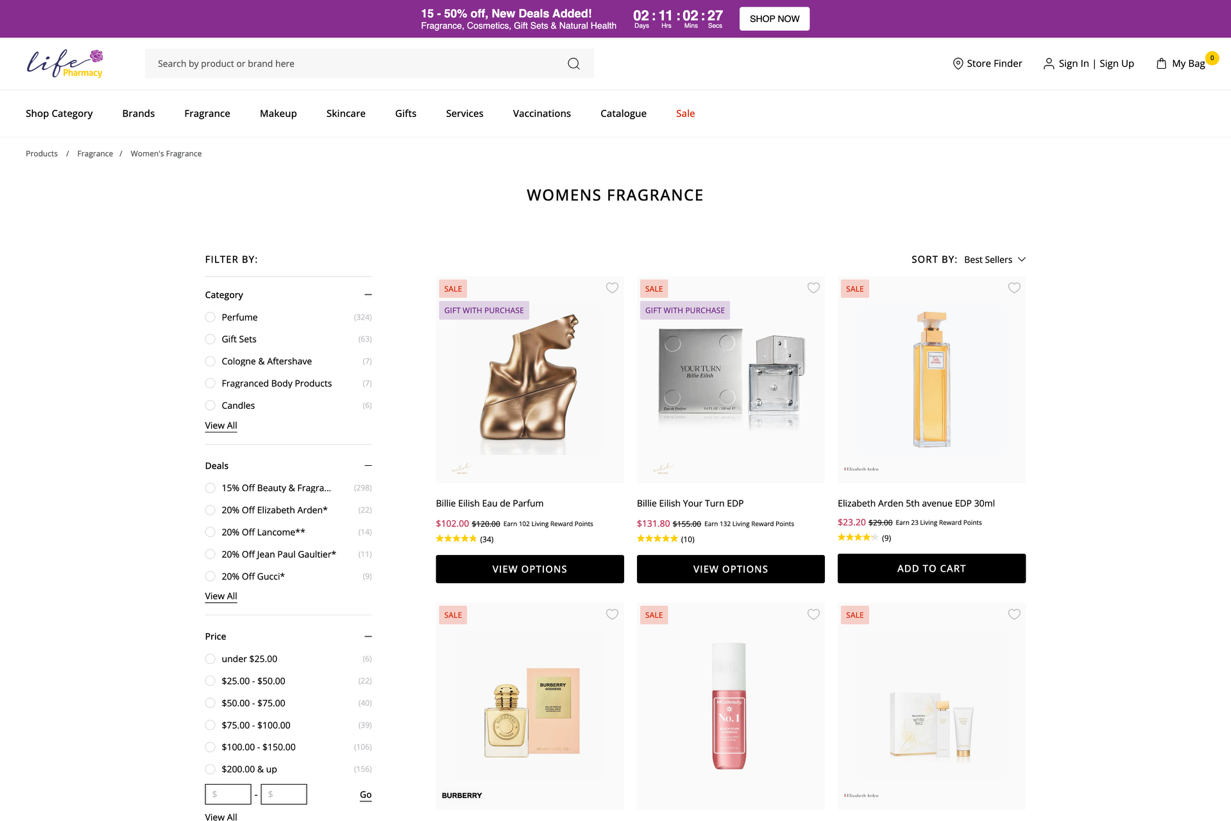 15 - 50% off, New Deals Added!
Fragrance, Cosmetics, Gift Sets & Natural Health
02 : 11 : 02 : 27
Days Hrs Mins Secs
SHOP NOW
life Pharmacy
Search by product or brand here
Store Finder
Sign In | Sign Up
My Bag
0
Shop Category Brands Fragrance Makeup Skincare Gifts Services Vaccinations Catalogue Sale
Products / Fragrance / Women's Fragrance
WOMENS FRAGRANCE
FILTER BY:
SORT BY: Best Sellers
Category
Perfume (324)
Gift Sets (63)
Cologne & Aftershave (7)
Fragranced Body Products (7)
Candles (6)
View All
Deals
15% Off Beauty & Fragra... (298)
20% Off Elizabeth Arden* (22)
20% Off Lancome** (14)
20% Off Jean Paul Gaultier* (11)
20% Off Gucci* (9)
View All
Price
under $25.00 (6)
$25.00 - $50.00 (22)
$50.00 - $75.00 (40)
$75.00 - $100.00 (39)
$100.00 - $150.00 (106)
$200.00 & up (156)
$ - $ Go
View All
SALE
GIFT WITH PURCHASE
Billie Eilish Eau de Parfum
$102.00 $120.00 Earn 102 Living Reward Points
(34)
VIEW OPTIONS
SALE
GIFT WITH PURCHASE
YOUR TURN
Billie Eilish
Billie Eilish Your Turn EDP
$131.80 $155.00 Earn 132 Living Reward Points
(10)
VIEW OPTIONS
SALE
Elizabeth Arden
Elizabeth Arden 5th avenue EDP 30ml
$23.20 $29.00 Earn 23 Living Reward Points
(9)
ADD TO CART
SALE
BURBERRY
GODDESS
BURBERRY
SALE
No. 1
SALE
white tea
Elizabeth Arden